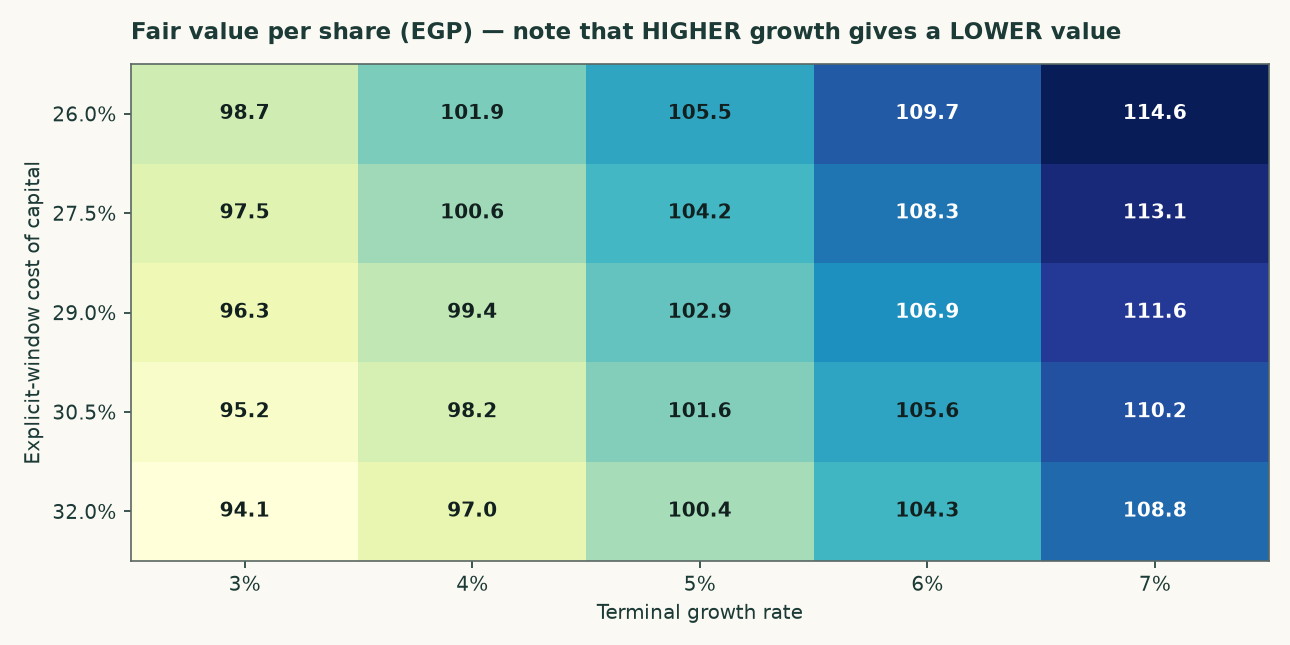 Fair value per share (EGP) — note that HIGHER growth gives a LOWER value
Explicit-window cost of capital
26.0% 98.7 101.9 105.5 109.7 114.6
27.5% 97.5 100.6 104.2 108.3 113.1
29.0% 96.3 99.4 102.9 106.9 111.6
30.5% 95.2 98.2 101.6 105.6 110.2
32.0% 94.1 97.0 100.4 104.3 108.8
3% 4% 5% 6% 7%
Terminal growth rate